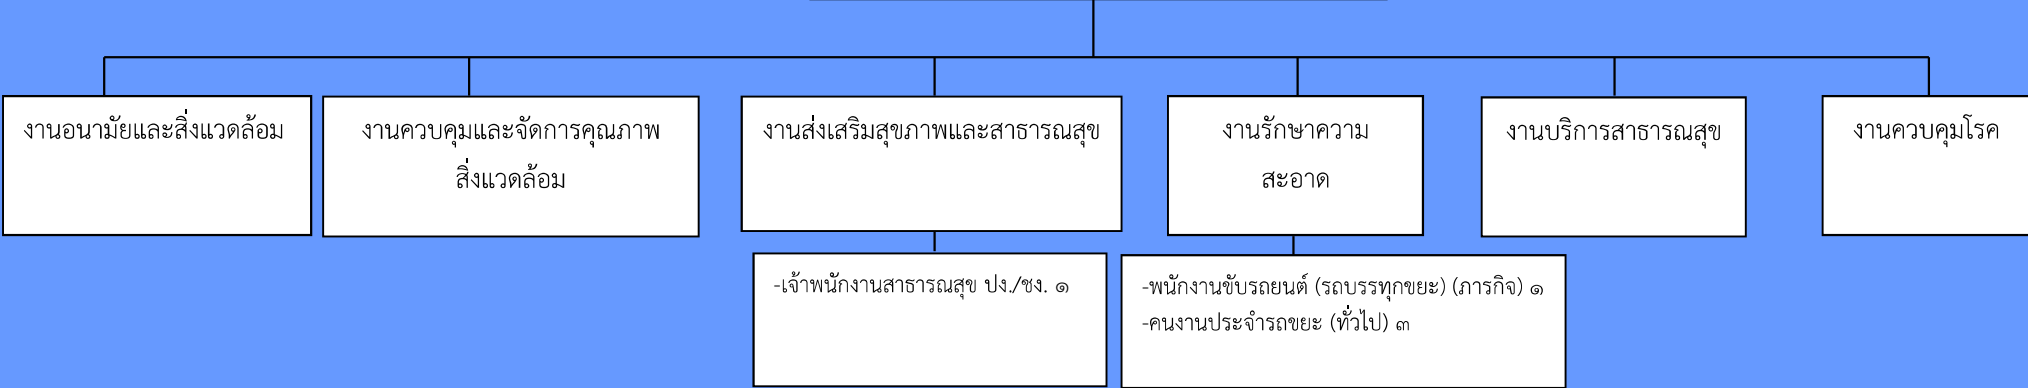 งานอนามัยและสิ่งแวดล้อม
งานควบคุมและจัดการคุณภาพ
สิ่งแวดล้อม
งานส่งเสริมสุขภาพและสาธารณสุข
งานรักษาความ
สะอาด
งานบริการสาธารณสุข
งานควบคุมโรค
-เจ้าพนักงานสาธารณสุข ปง./ชง. ๑
-พนักงานขับรถยนต์ (รถบรรทุกขยะ) (ภารกิจ) ๑
-คนงานประจำรถขยะ (ทั่วไป) ๓